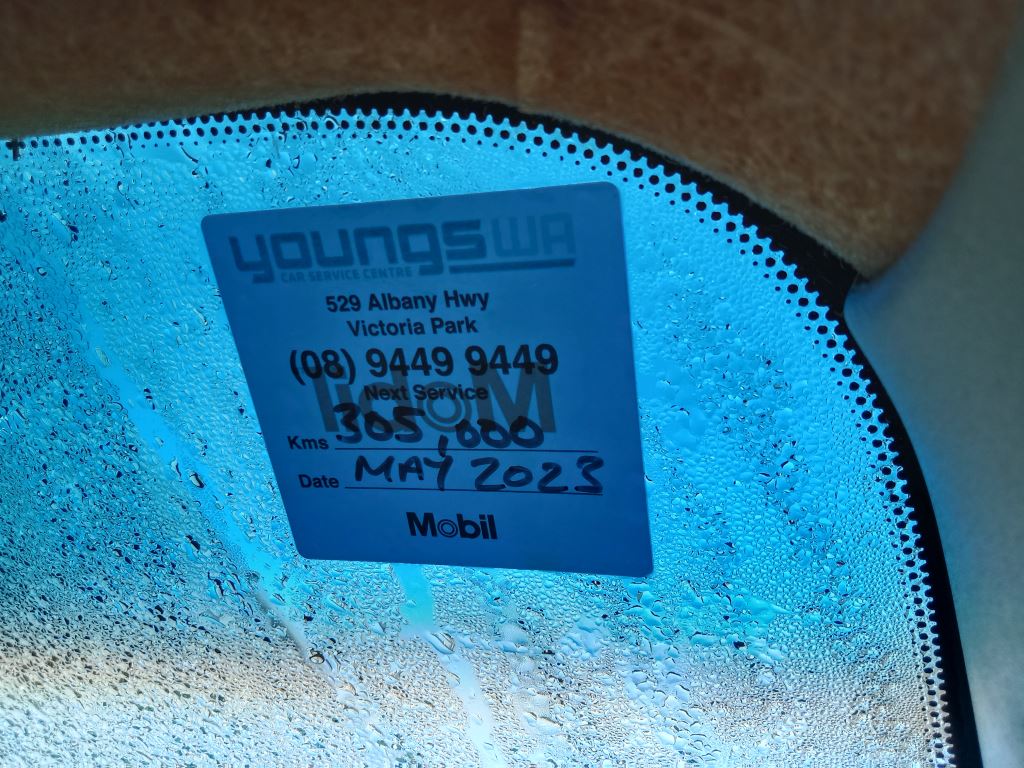 youngsWA
CAR SERVICE CENTRE
529 Albany Hwy
Victoria Park
(08) 9449 9449
Next Service
Mobil
Kms 305,000
Date MAY 2023
Mobil